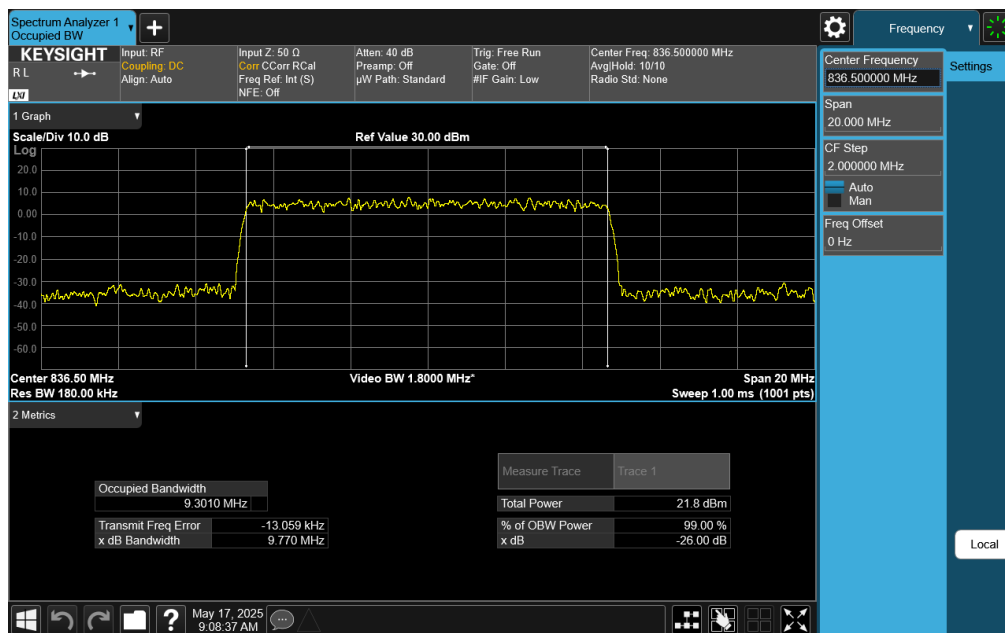 Spectrum Analyzer 1
Occupied BW
Frequency
KEYSIGHT
R L
LXI
Input: RF
Coupling: DC
Align: Auto
Input Z: 50 Ω
Corr CCorr RCal
Freq Ref: Int (S)
NFE: Off
Atten: 40 dB
Preamp: Off
µW Path: Standard
Trig: Free Run
Gate: Off
#IF Gain: Low
Center Freq: 836.500000 MHz
Avg|Hold: 10/10
Radio Std: None
Center Frequency
836.500000 MHz
Settings
Span
20.000 MHz
CF Step
2.000000 MHz
Auto
Man
Freq Offset
0 Hz
Local
1 Graph
Scale/Div 10.0 dB
Ref Value 30.00 dBm
Log
20.0
10.0
0.00
-10.0
-20.0
-30.0
-40.0
-50.0
-60.0
Center 836.50 MHz
Video BW 1.8000 MHz*
Span 20 MHz
Res BW 180.00 kHz
Sweep 1.00 ms (1001 pts)
2 Metrics
Measure Trace
Trace 1
Occupied Bandwidth
9.3010 MHz
Total Power
21.8 dBm
Transmit Freq Error
-13.059 kHz
% of OBW Power
99.00 %
x dB Bandwidth
9.770 MHz
x dB
-26.00 dB
?
May 17, 2025
9:08:37 AM